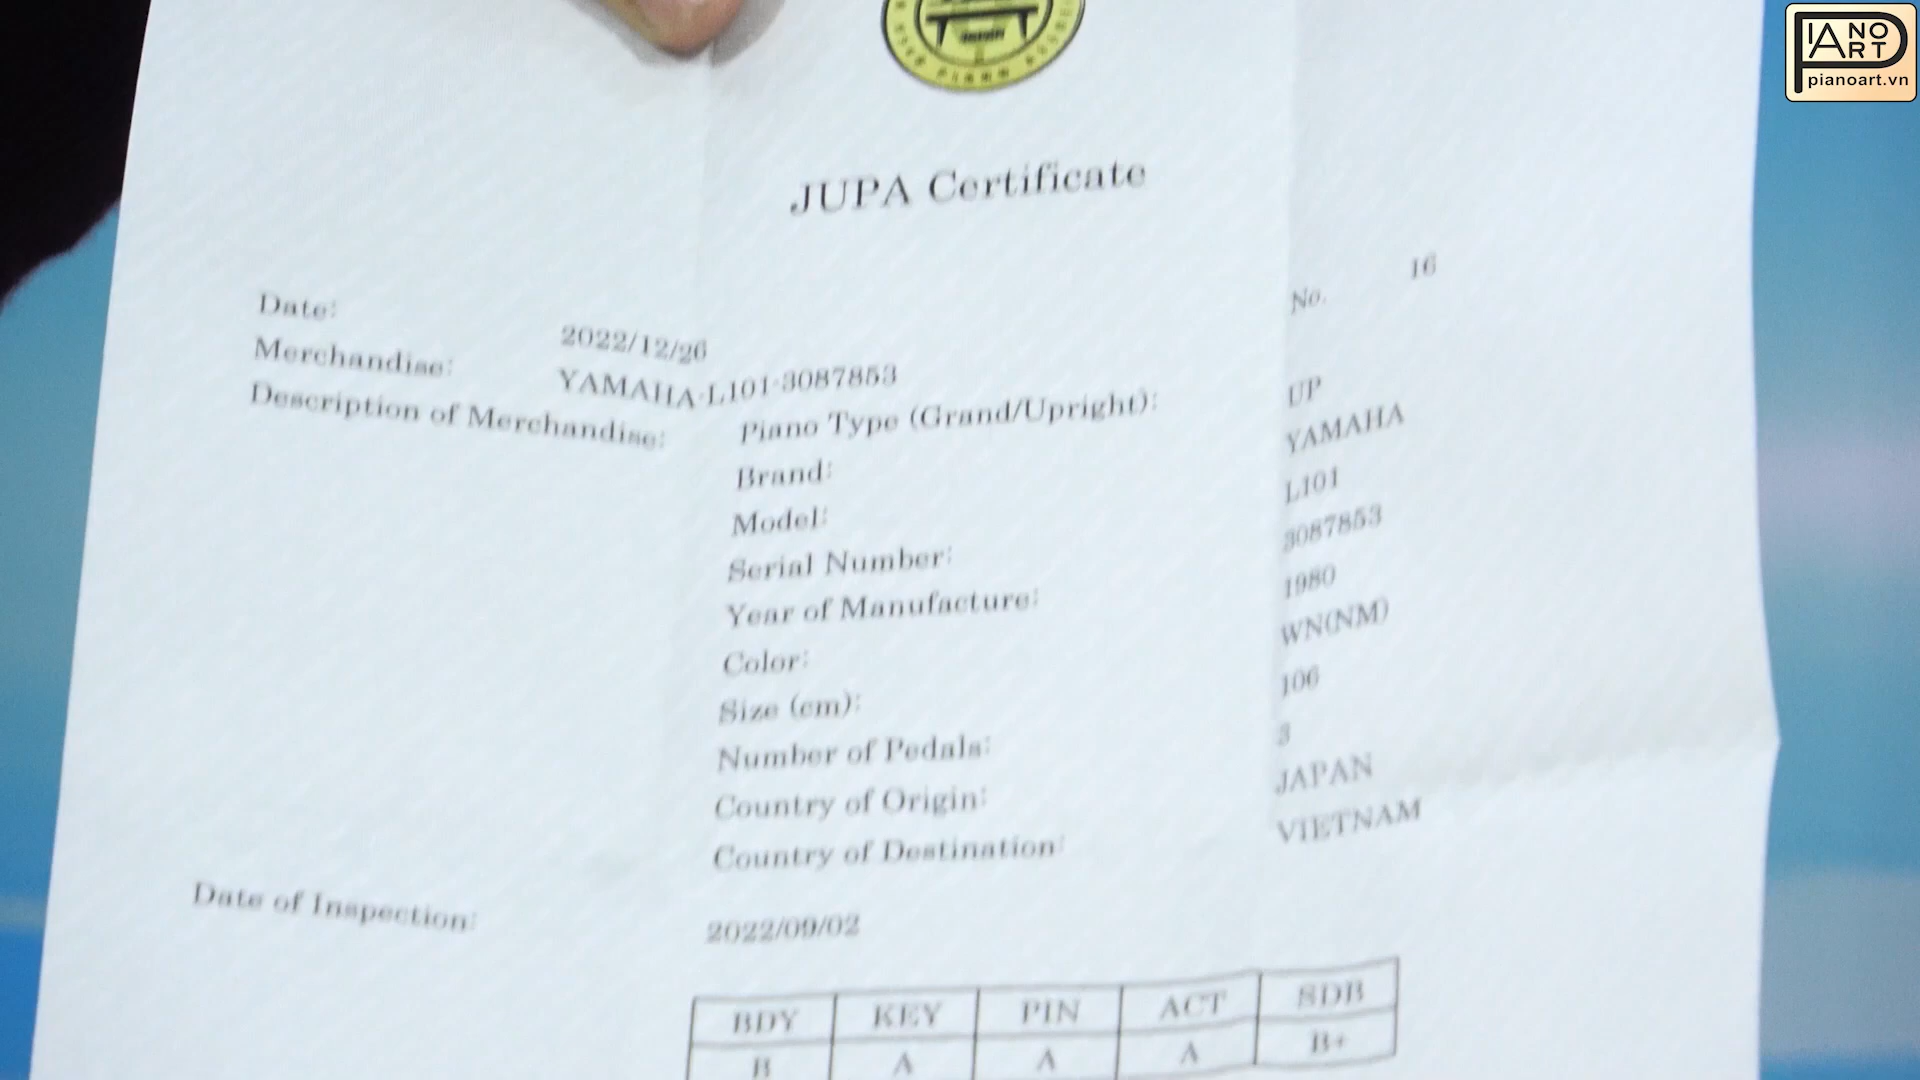 PIANO ART
pianoart.vn
JUPA Certificate
No. 16
Date: 2022/12/26
Merchandise: YAMAHA-L101-3087853
Description of Merchandise: Piano Type (Grand/Upright): UP
Brand: YAMAHA
Model: L101
Serial Number: 3087853
Year of Manufacture: 1980
Color: WN(NM)
Size (cm): 106
Number of Pedals: 3
Country of Origin: JAPAN
Country of Destination: VIETNAM
Date of Inspection: 2022/09/02
BDY KEY PIN ACT SDB
B A A A B+